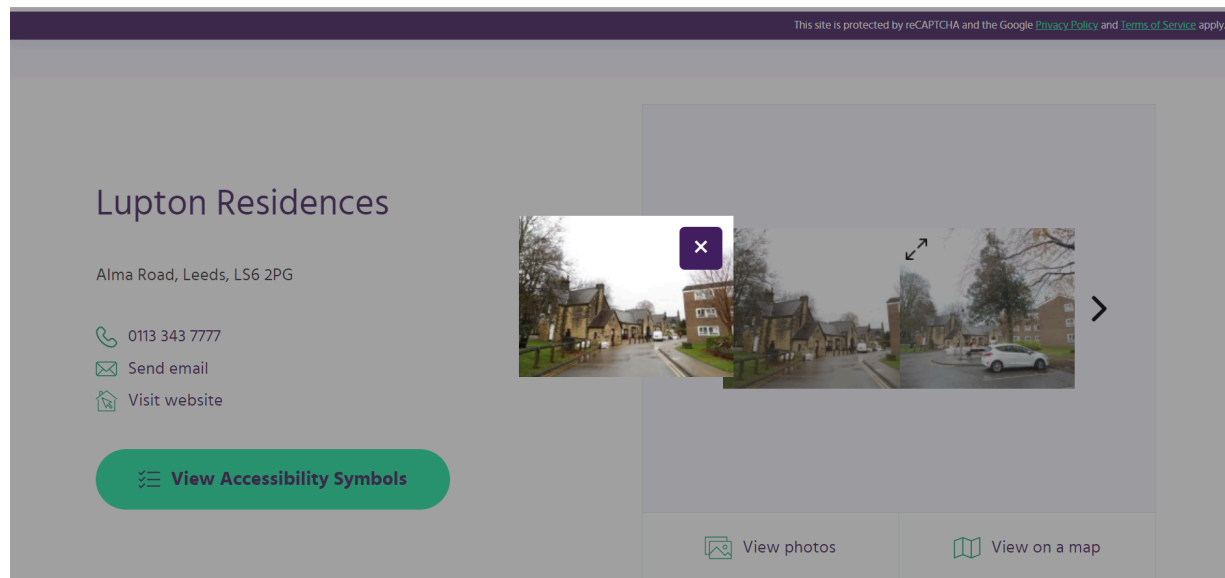 This site is protected by reCAPTCHA and the Google Privacy Policy and Terms of Service apply.
Lupton Residences
Alma Road, Leeds, LS6 2PG
0113 343 7777
Send email
Visit website
View Accessibility Symbols
View photos
View on a map